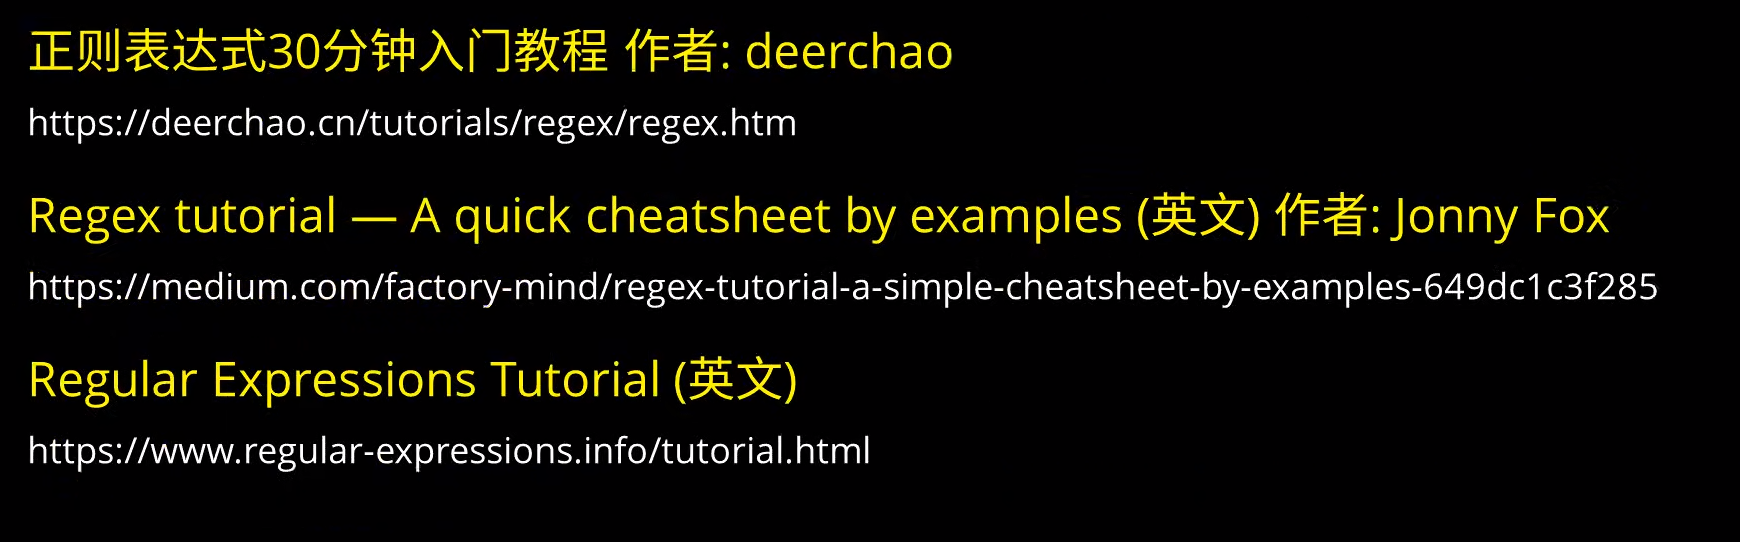 正则表达式30分钟入门教程 作者: deerchao
https://deerchao.cn/tutorials/regex/regex.htm
Regex tutorial — A quick cheatsheet by examples (英文) 作者: Jonny Fox
https://medium.com/factory-mind/regex-tutorial-a-simple-cheatsheet-by-examples-649dc1c3f285
Regular Expressions Tutorial (英文)
https://www.regular-expressions.info/tutorial.html